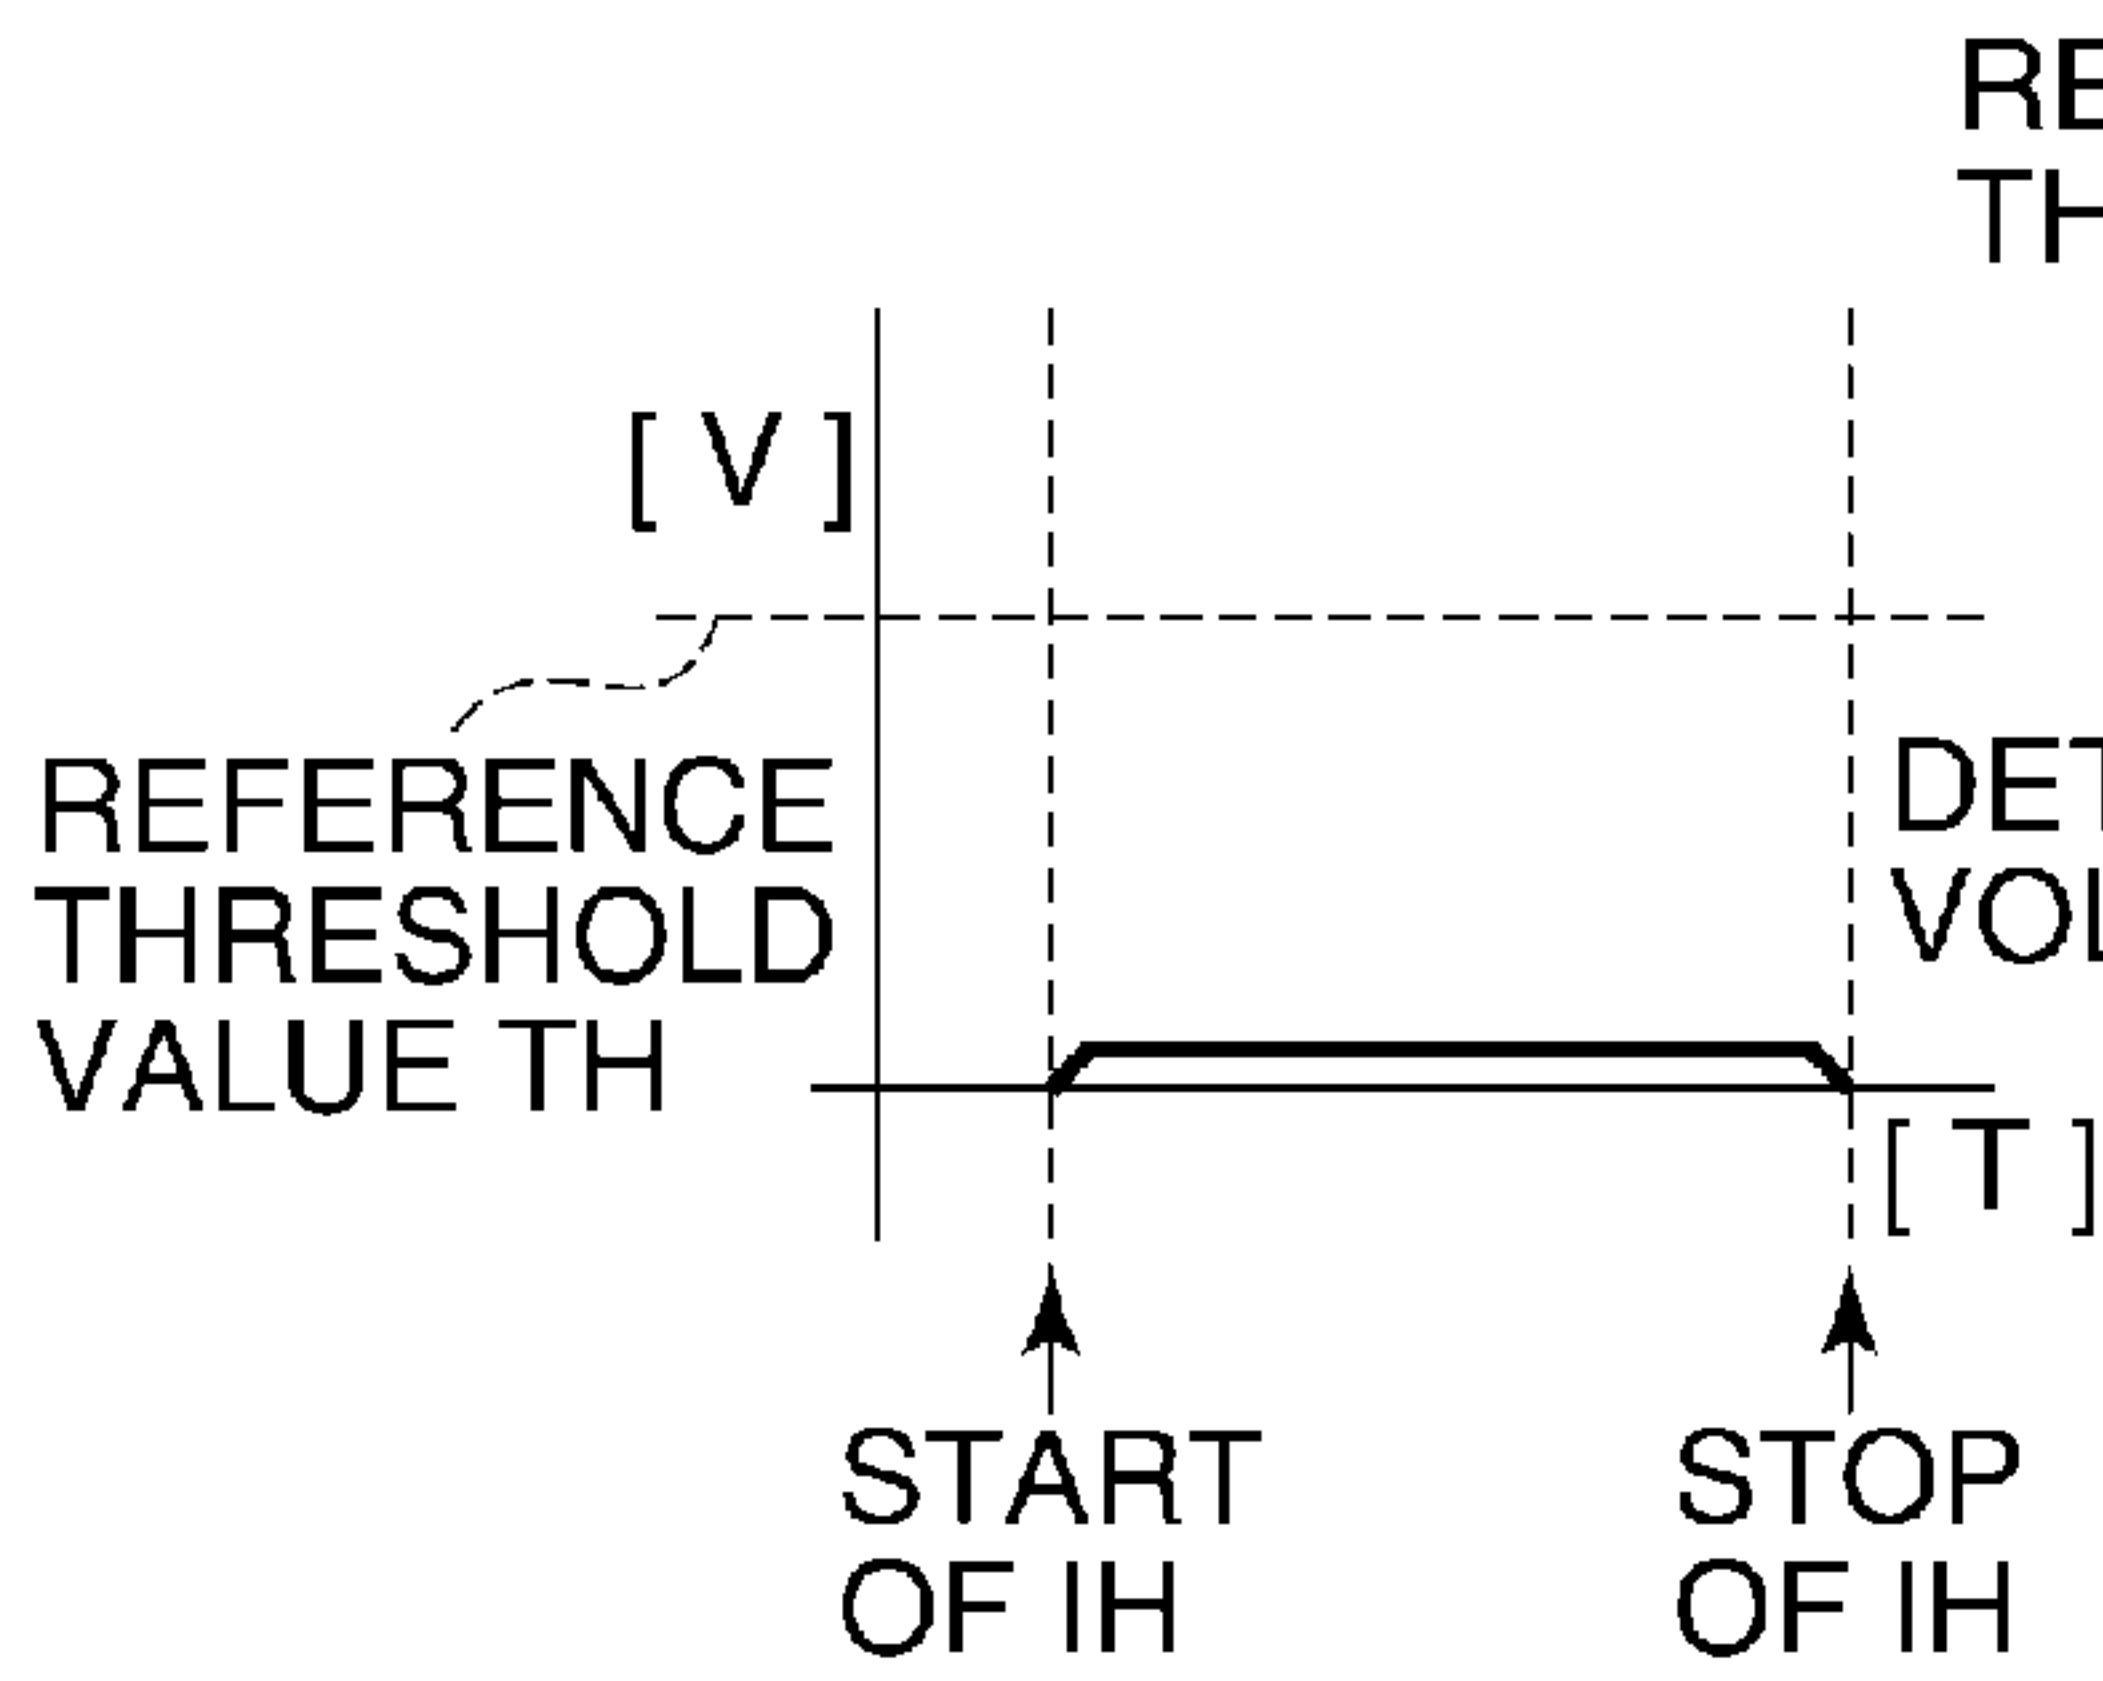 [ V ]
REFERENCE
THRESHOLD
VALUE TH
[ T ]
START
OF IH
STOP
OF IH